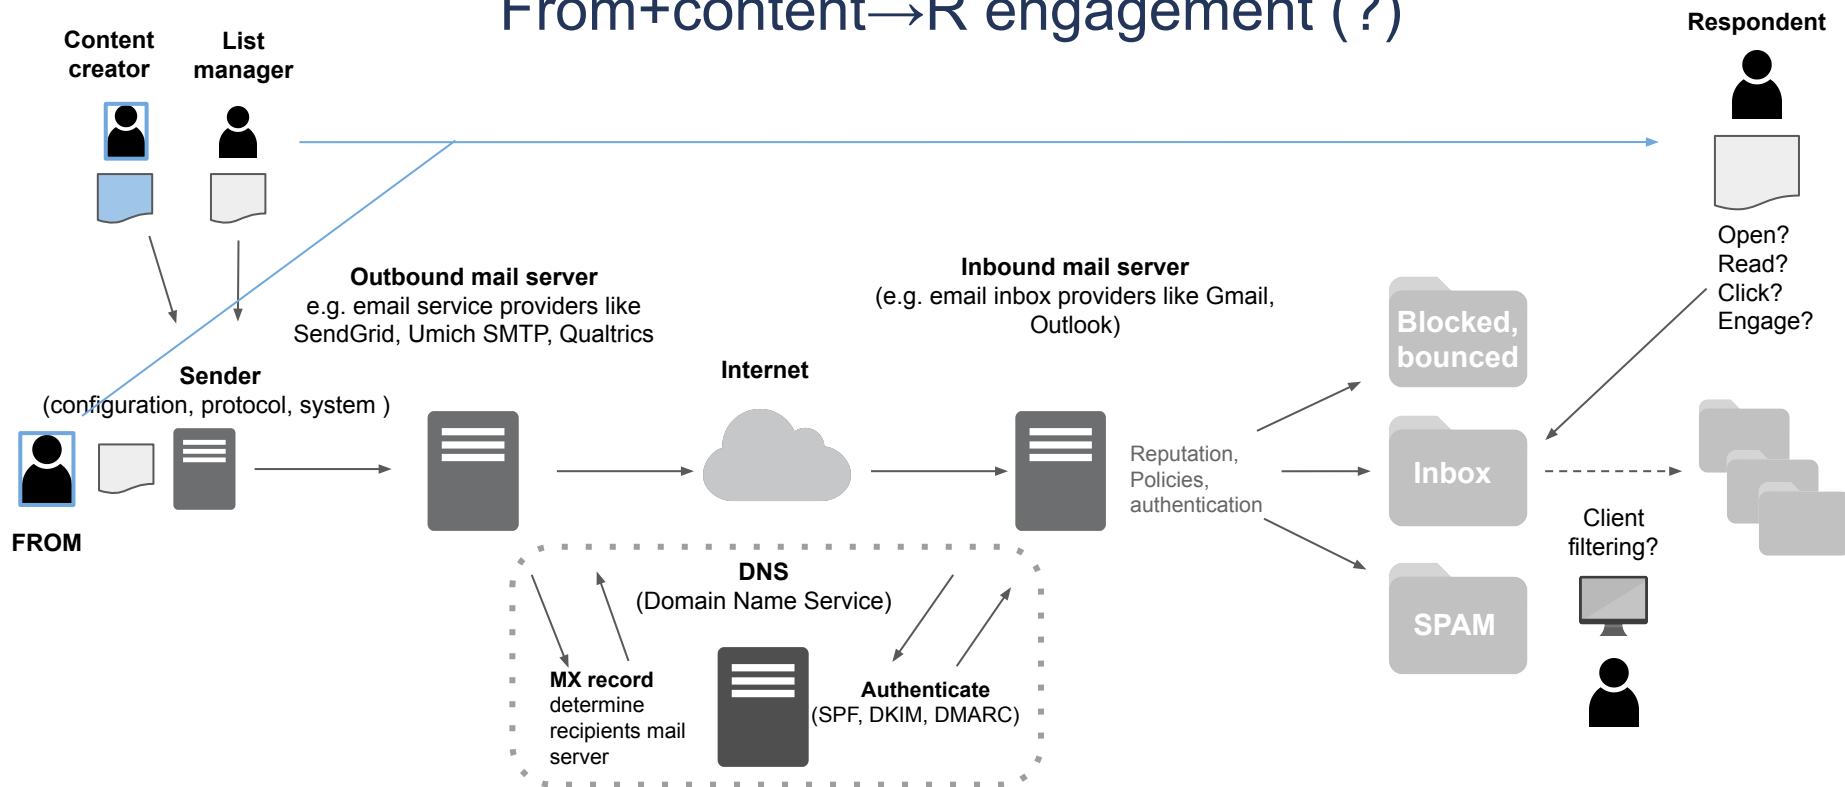 From+content→R engagement (?)
Content
creator
List
manager
Respondent
Open?
Read?
Click?
Engage?
Outbound mail server
e.g. email service providers like
SendGrid, Umich SMTP, Qualtrics
Inbound mail server
(e.g. email inbox providers like Gmail,
Outlook)
Blocked,
bounced
Sender
(configuration, protocol, system )
Internet
Reputation,
Policies,
authentication
Inbox
FROM
Client
filtering?
DNS
(Domain Name Service)
SPAM
MX record
determine
recipients mail
server
Authenticate
(SPF, DKIM, DMARC)